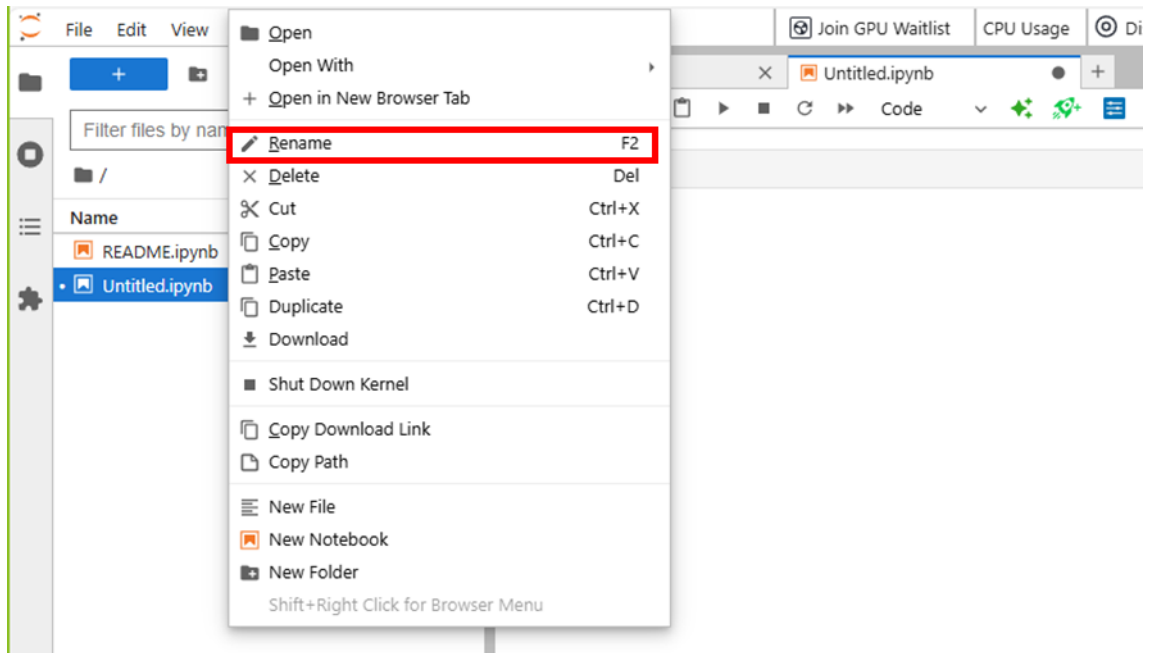 File Edit View
Join GPU Waitlist CPU Usage Di
Untitled.ipynb
Code
Filter files by nam
/
Name
README.ipynb
Untitled.ipynb
Open
Open With
Open in New Browser Tab
Rename F2
Delete Del
Cut Ctrl+X
Copy Ctrl+C
Paste Ctrl+V
Duplicate Ctrl+D
Download
Shut Down Kernel
Copy Download Link
Copy Path
New File
New Notebook
New Folder
Shift+Right Click for Browser Menu